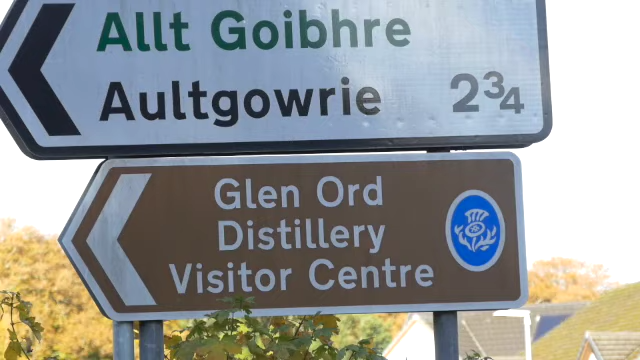 Allt Goibhre
Aultgowrie 2¾
Glen Ord
Distillery
Visitor Centre